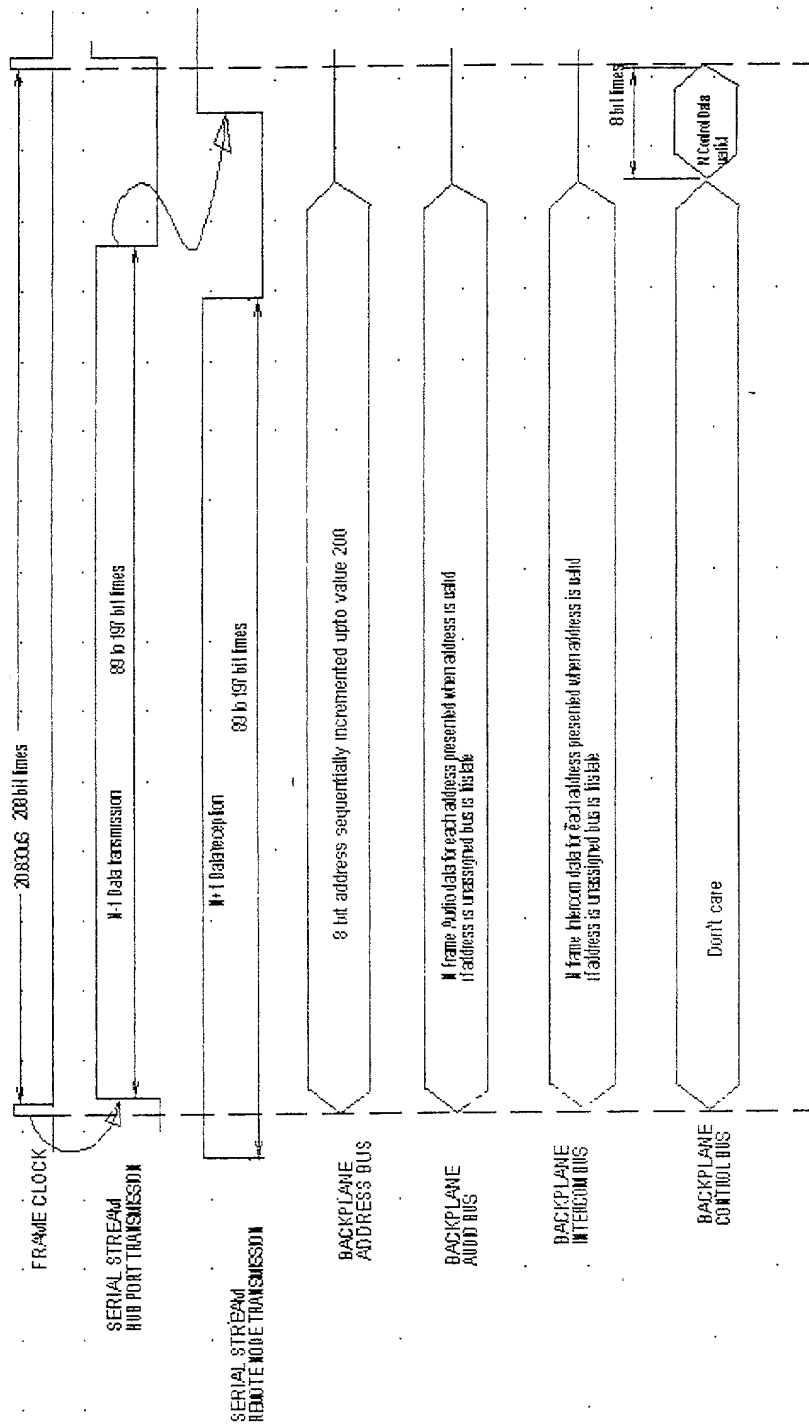 FRAME CLOCK
20.830uS 208 bit times
SERIAL STREAM
HUB PORT TRANSMISSION
N-1 Data transmission
89 to 197 bit times
SERIAL STREAM
REMOTE NODE TRANSMISSION
N+1 Data reception
89 to 197 bit times
BACKPLANE
ADDRESS BUS
8 bit address sequentially incremented upto value 200
BACKPLANE
AUDIO BUS
N Frame Audio data for each address presented when address is valid
if address is unassigned bus is tristate
BACKPLANE
INTERCOM BUS
N frame Intercom data for each address presented when address is valid
if address is unassigned bus is tristate
BACKPLANE
CONTROL BUS
Don't care
8 bit times
N Control Data
valid